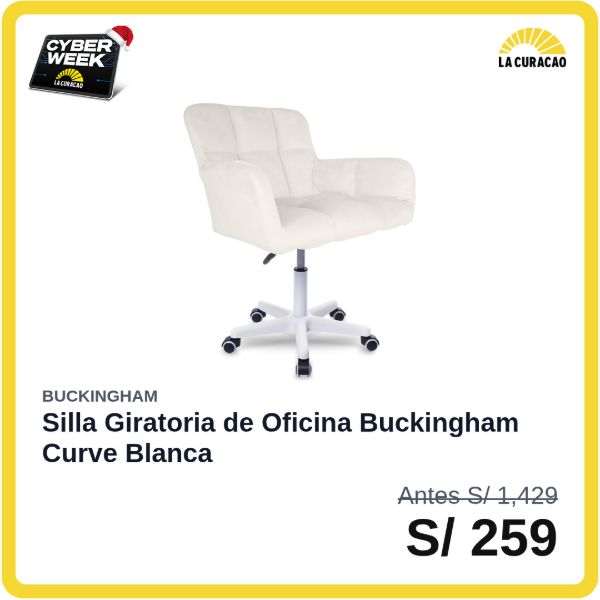 CYBER
WEEK
LA CURACAO
LA CURACAO
BUCKINGHAM
Silla Giratoria de Oficina Buckingham
Curve Blanca
Antes S/ 1,429
S/ 259